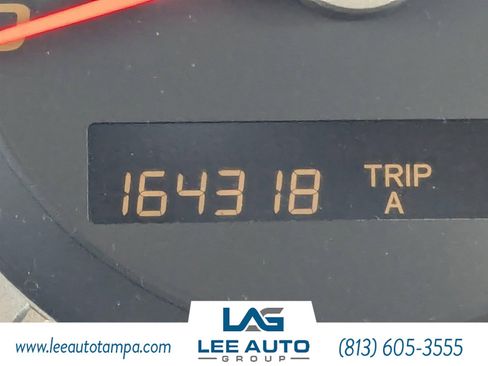 164318 TRIP
A
LAG
www.leeautotampa.com LEE AUTO (813) 605-3555
GROUP